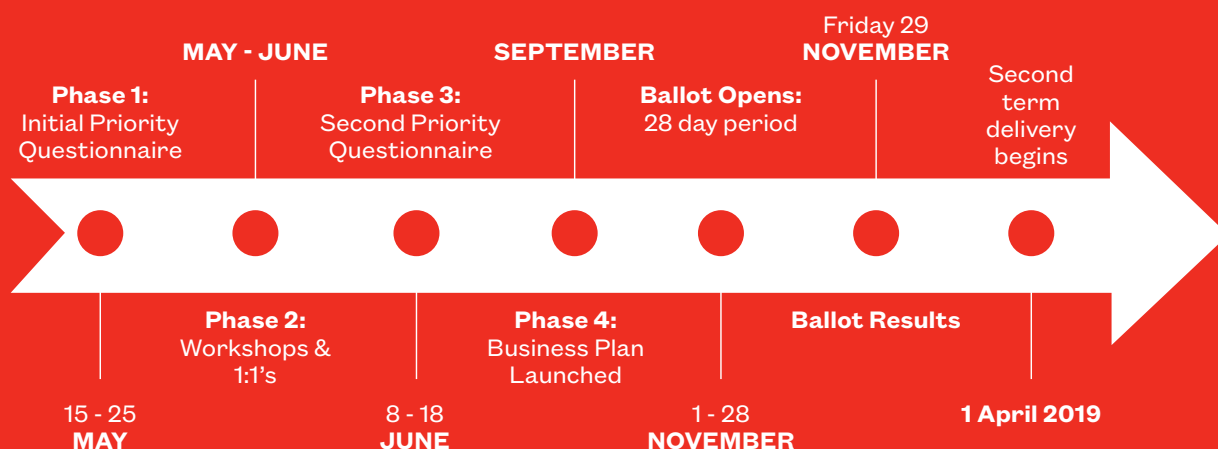 Phase 1:
Initial Priority
Questionnaire
15 - 25
MAY
MAY - JUNE
Phase 2:
Workshops &
1:1's
Phase 3:
Second Priority
Questionnaire
8 - 18
JUNE
SEPTEMBER
Phase 4:
Business Plan
Launched
Ballot Opens:
28 day period
1 - 28
NOVEMBER
Friday 29
NOVEMBER
Ballot Results
Second
term
delivery
begins
1 April 2019